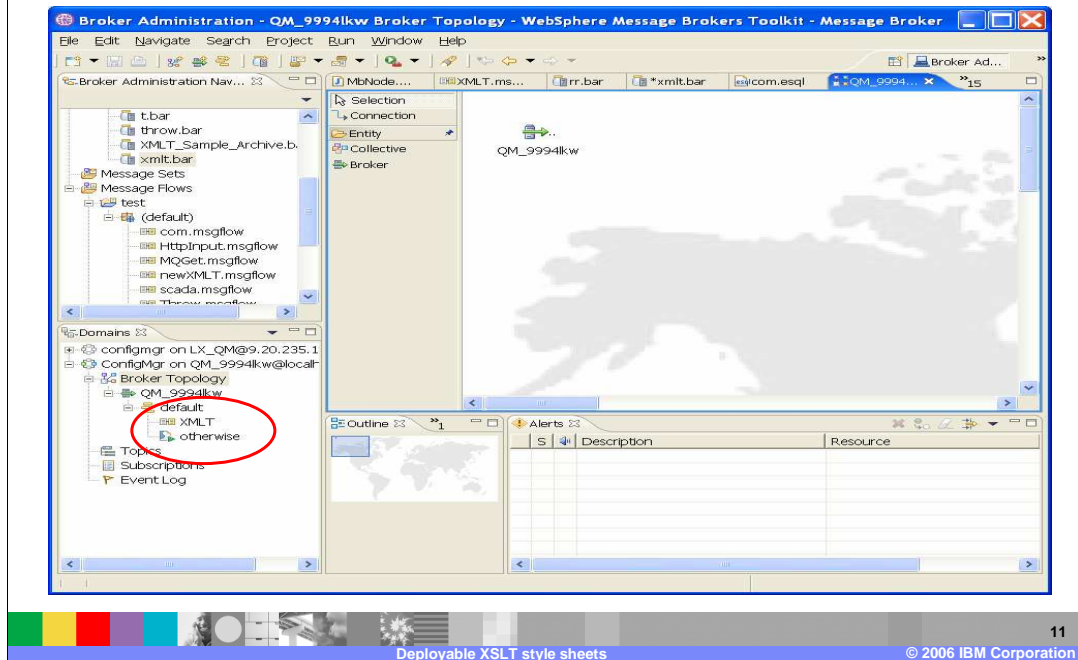 Broker Administration - QM_9994lkw Broker Topology - WebSphere Message Brokers Toolkit - Message Broker
File Edit Navigate Search Project Run Window Help
Broker Ad...
Broker Administration Nav...
t.bar
throw.bar
XMLT_Sample_Archive.b
xmlt.bar
Message Sets
Message Flows
test
(default)
com.msgflow
HttpInput.msgflow
MQGet.msgflow
newXMLT.msgflow
scada.msgflow
Throw.msgflow
MbNode.... XMLT.ms... rr.bar *xmlt.bar com.esql QM_9994... 15
Selection
Connection
Entity
Collective
Broker
QM_9994lkw
Domains
configmgr on LX_QM@9.20.235.1
ConfigMgr on QM_9994lkw@local
Broker Topology
QM_9994lkw
default
XMLT
otherwise
Topics
Subscriptions
Event Log
Outline 1
Alerts
S Description Resource
11
Deployable XSLT style sheets © 2006 IBM Corporation